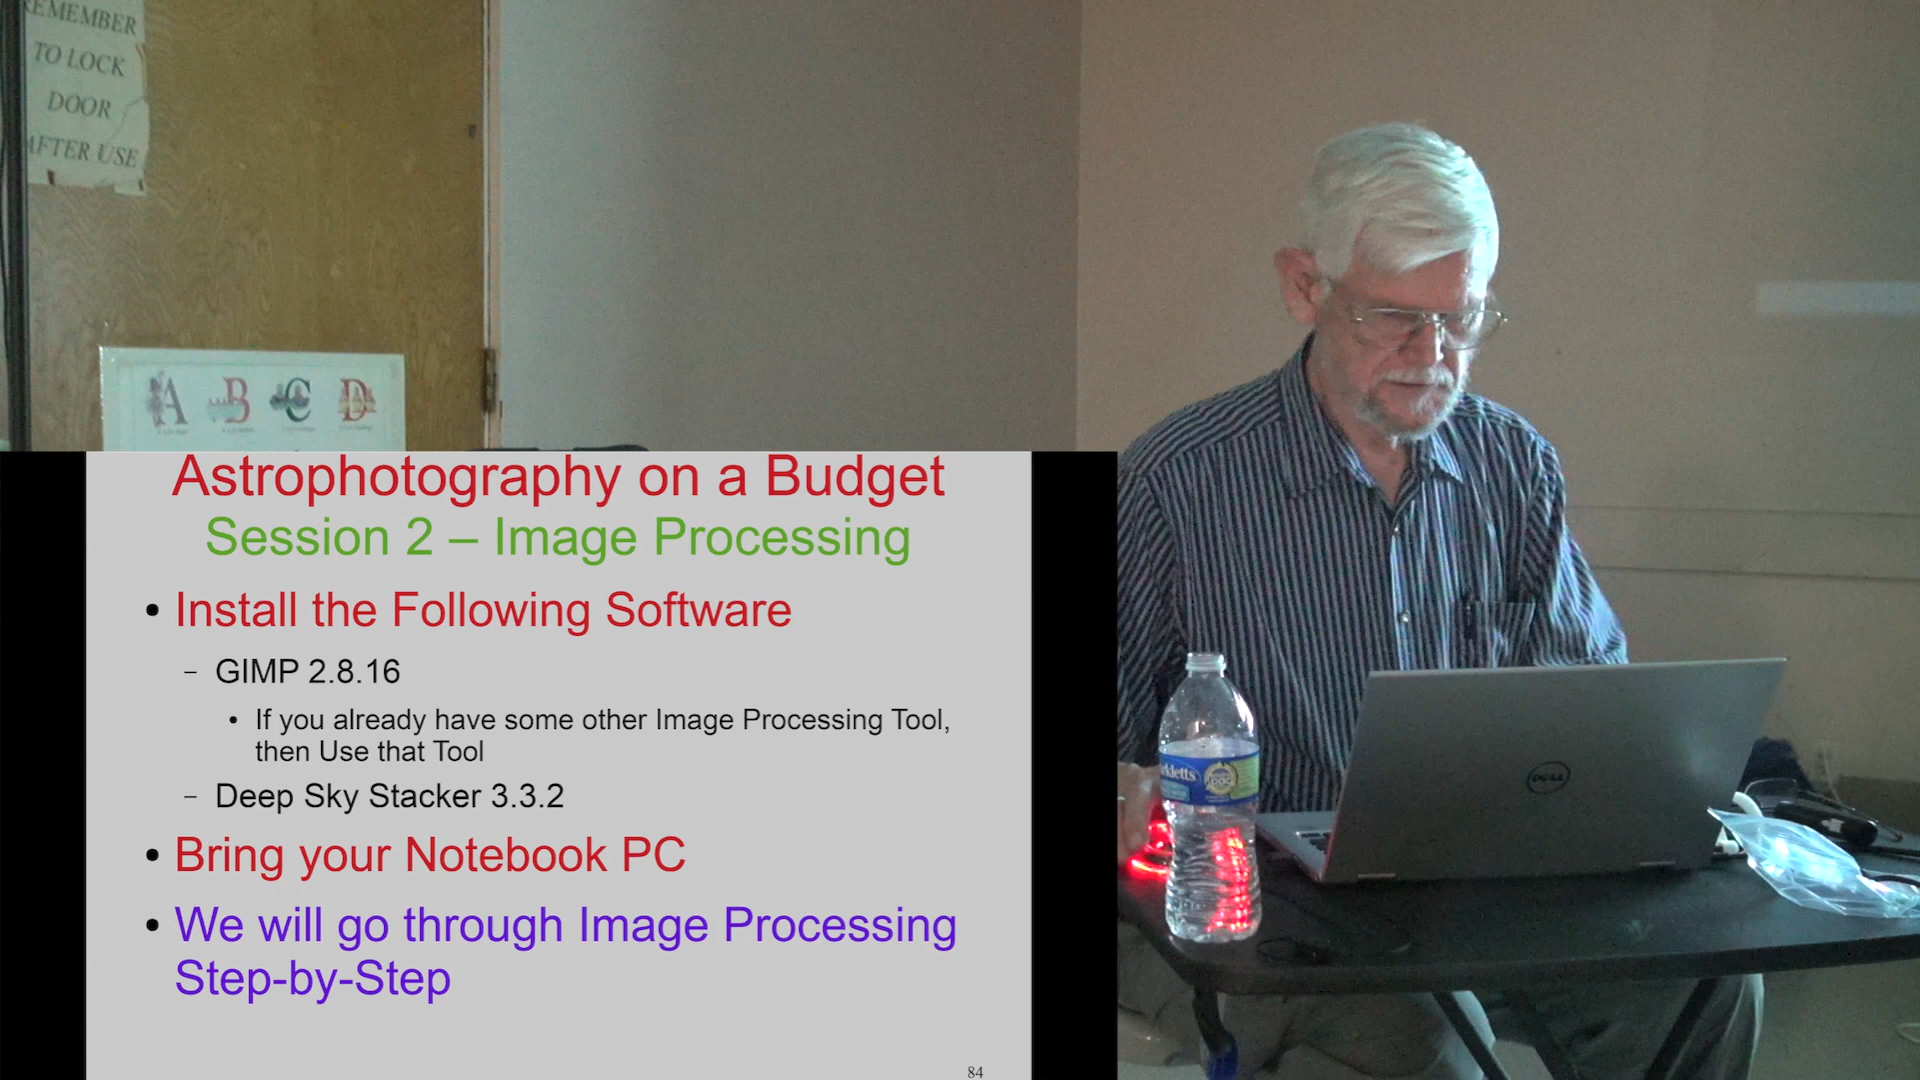 REMEMBER
TO LOCK
DOOR
AFTER USE
A B C D
Astrophotography on a Budget
Session 2 – Image Processing
• Install the Following Software
– GIMP 2.8.16
• If you already have some other Image Processing Tool,
then Use that Tool
– Deep Sky Stacker 3.3.2
• Bring your Notebook PC
• We will go through Image Processing
Step-by-Step
84
DELL